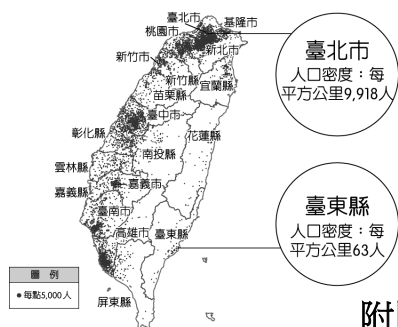 臺北市
基隆市
桃園市
新北市
新竹市
新竹縣
宜蘭縣
苗栗縣
臺中市
彰化縣
花蓮縣
南投縣
雲林縣
嘉義市
嘉義縣
臺南市
高雄市
臺東縣
屏東縣
圖例
每點5,000人
臺北市
人口密度：每
平方公里9,918人
臺東縣
人口密度：每
平方公里63人
附